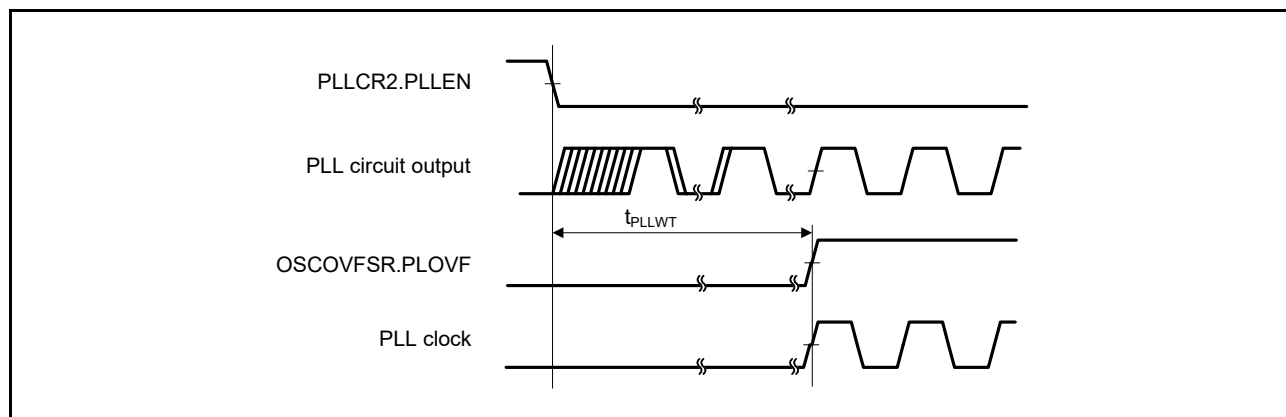 PLLCR2.PLLEN
PLL circuit output
tPLLWT
OSCOVFSR.PLOVF
PLL clock